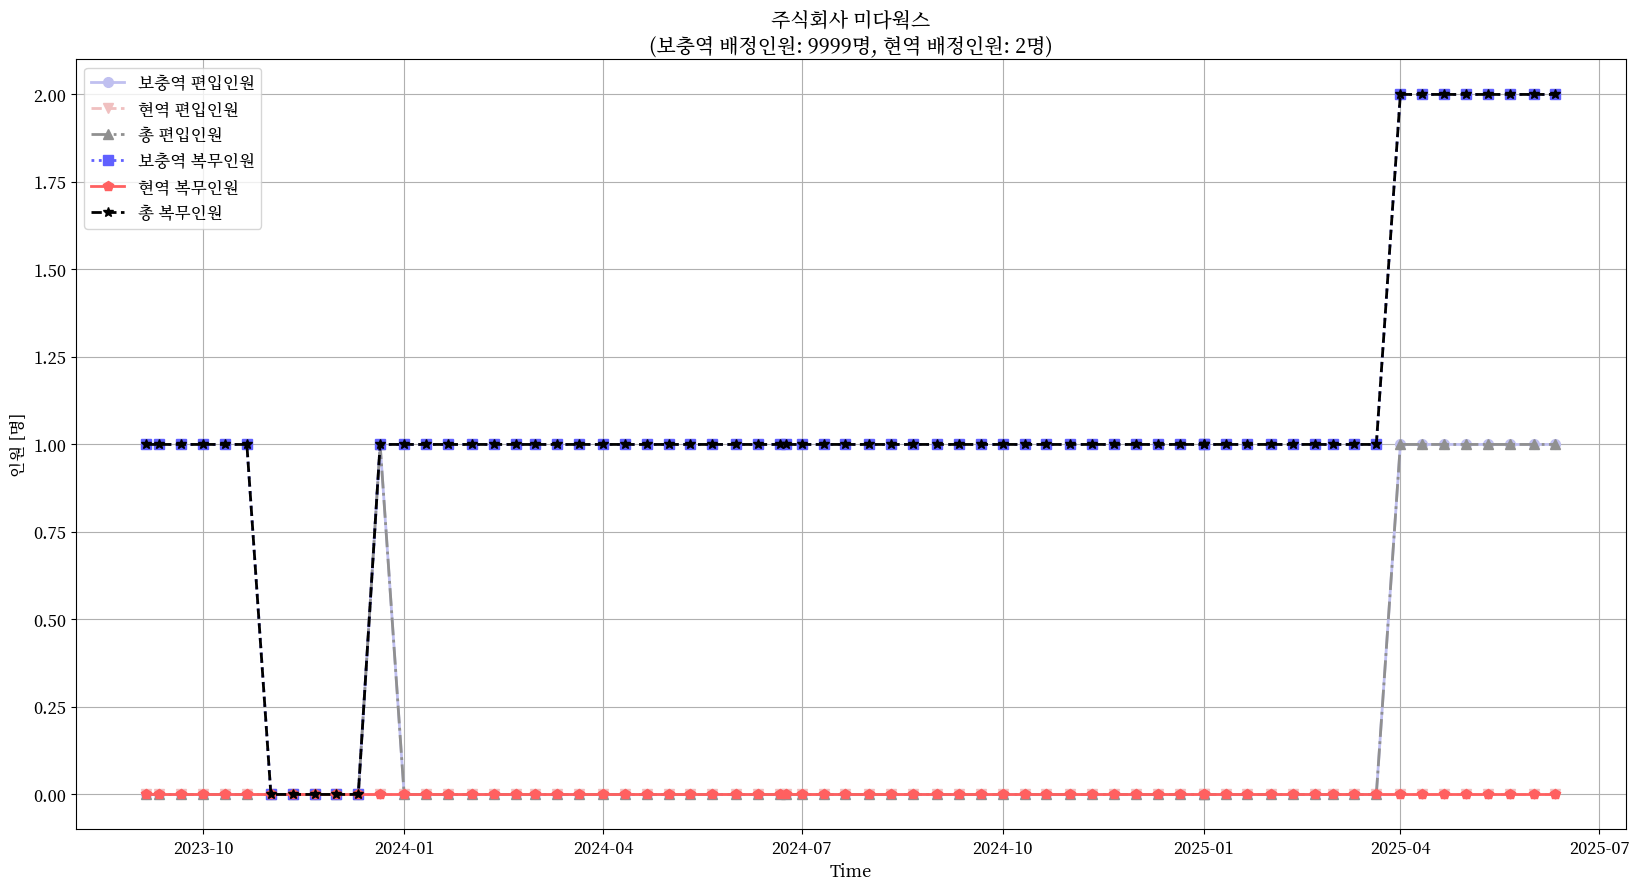 주식회사 미다웍스
(보충역 배정인원: 9999명, 현역 배정인원: 2명)
보충역 편입인원
현역 편입인원
총 편입인원
보충역 복무인원
현역 복무인원
총 복무인원
2.00
1.75
1.50
1.25
1.00
0.75
0.50
0.25
0.00
인원 [명]
2023-10
2024-01
2024-04
2024-07
2024-10
2025-01
2025-04
2025-07
Time